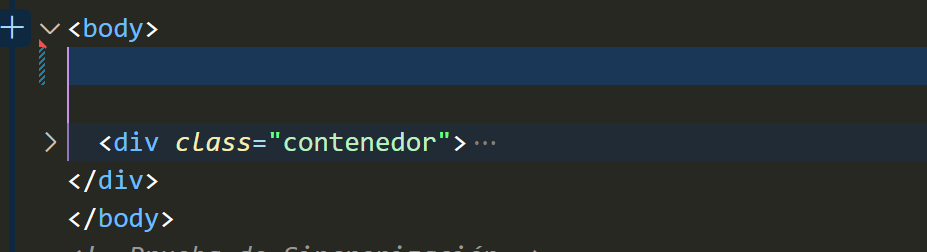 <body>
<div class="contenedor">…
</div>
</body>